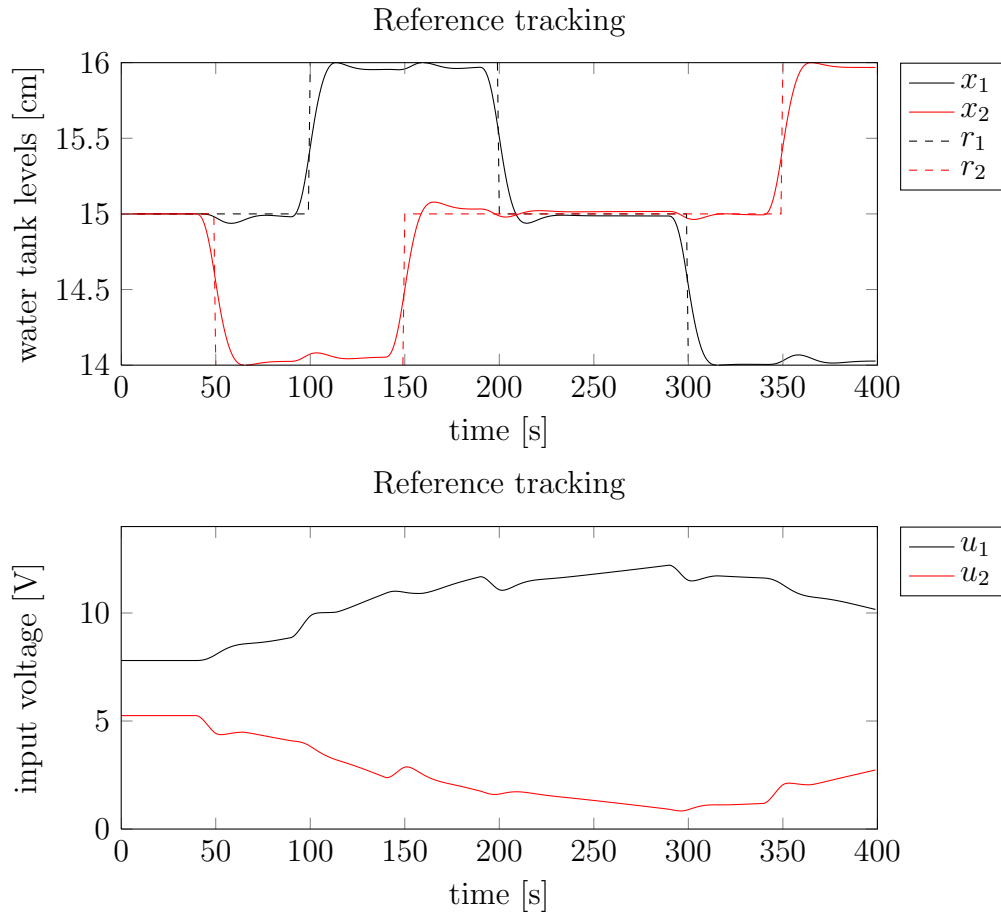 Reference tracking
water tank levels [cm]
16
15.5
15
14.5
14
0 50 100 150 200 250 300 350 400
time [s]
x₁
x₂
r₁
r₂
Reference tracking
input voltage [V]
10
5
0
0 50 100 150 200 250 300 350 400
time [s]
u₁
u₂